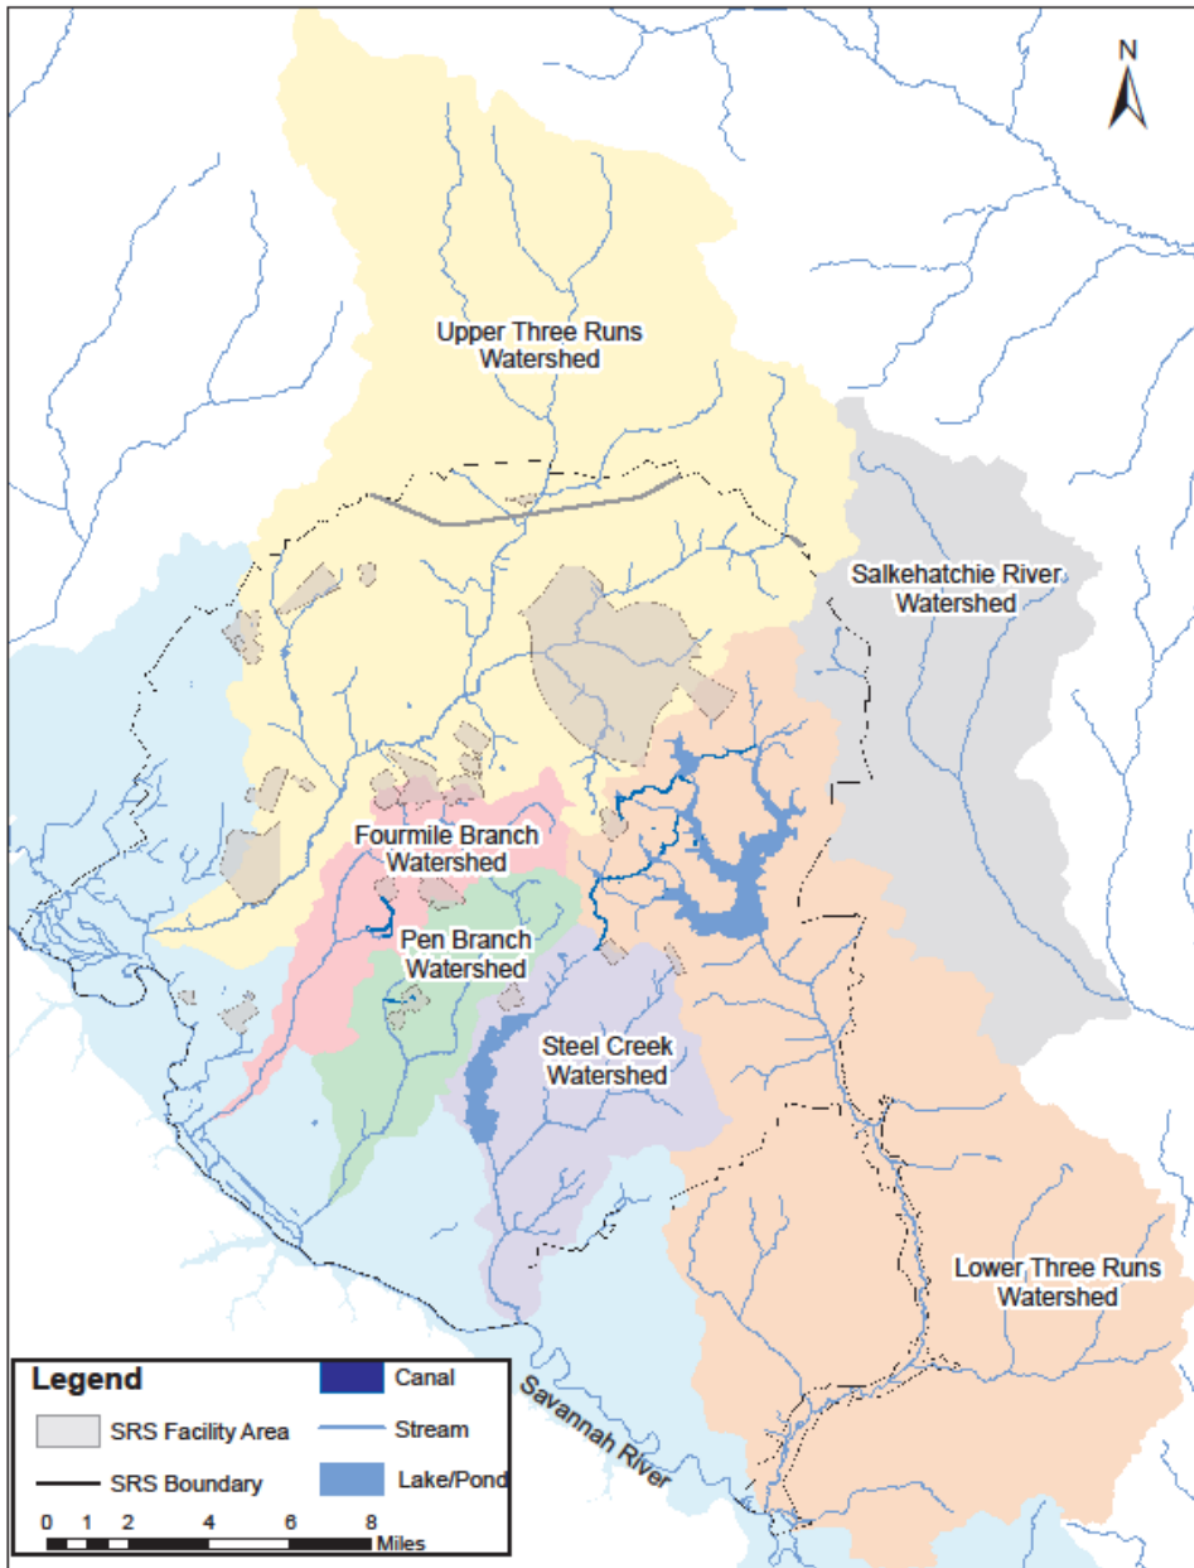 N
Upper Three Runs
Watershed
Salkehatchie River
Watershed
Fourmile Branch
Watershed
Pen Branch
Watershed
Steel Creek
Watershed
Lower Three Runs
Watershed
Savannah River
Legend
SRS Facility Area
SRS Boundary
Canal
Stream
Lake/Pond
0 1 2 4 6 8
Miles